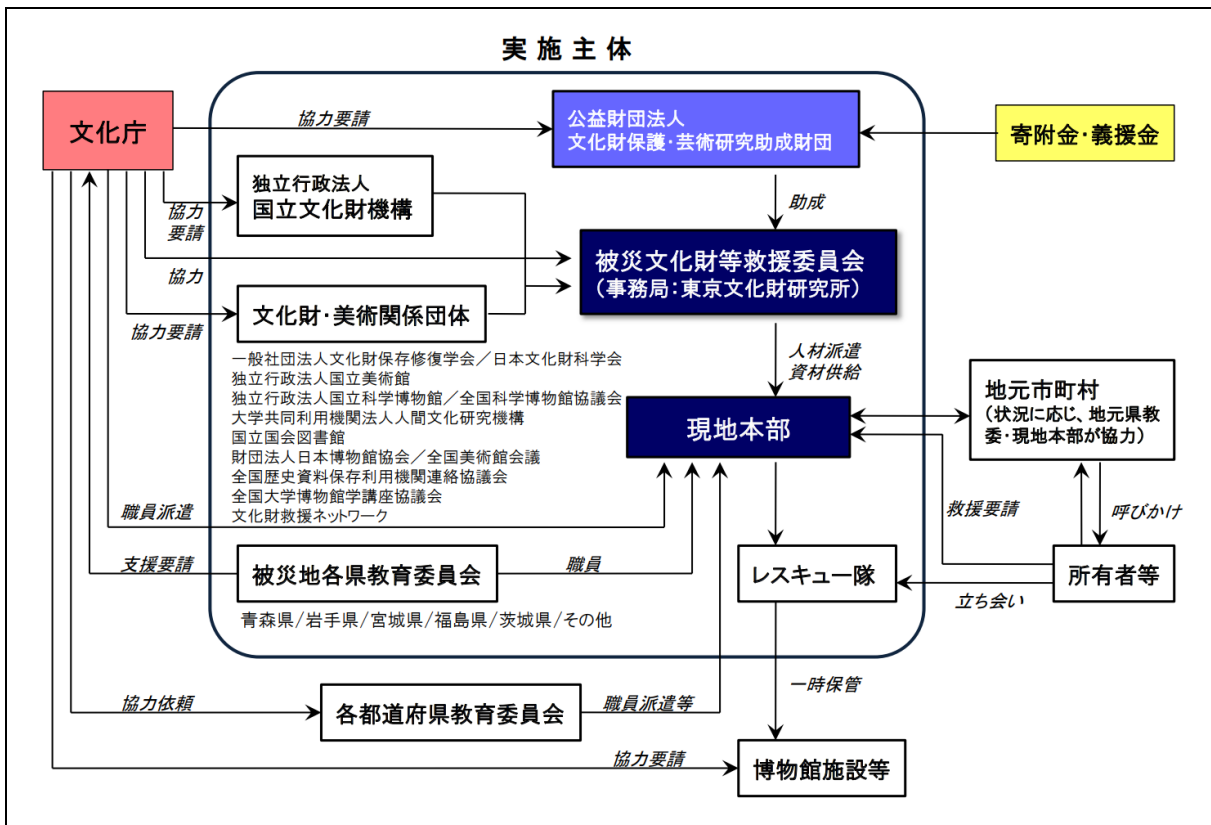 実施主体
文化庁
協力要請
公益財団法人
文化財保護・芸術研究助成財団
寄附金・義援金
独立行政法人
国立文化財機構
協力
要請
助成
被災文化財等救援委員会
（事務局：東京文化財研究所）
協力
文化財・美術関係団体
協力要請
一般社団法人文化財保存修復学会／日本文化財科学会
独立行政法人国立美術館
独立行政法人国立科学博物館／全国科学博物館協議会
大学共同利用機関法人人間文化研究機構
国立国会図書館
財団法人日本博物館協会／全国美術館会議
全国歴史資料保存利用機関連絡協議会
全国大学博物館学講座協議会
文化財救援ネットワーク
人材派遣
資材供給
現地本部
地元市町村
（状況に応じ、地元県教
委・現地本部が協力）
職員派遣
救援要請
呼びかけ
支援要請
被災地各県教育委員会
職員
レスキュー隊
所有者等
立ち会い
青森県/岩手県/宮城県/福島県/茨城県/その他
一時保管
協力依頼
各都道府県教育委員会
職員派遣等
協力要請
博物館施設等